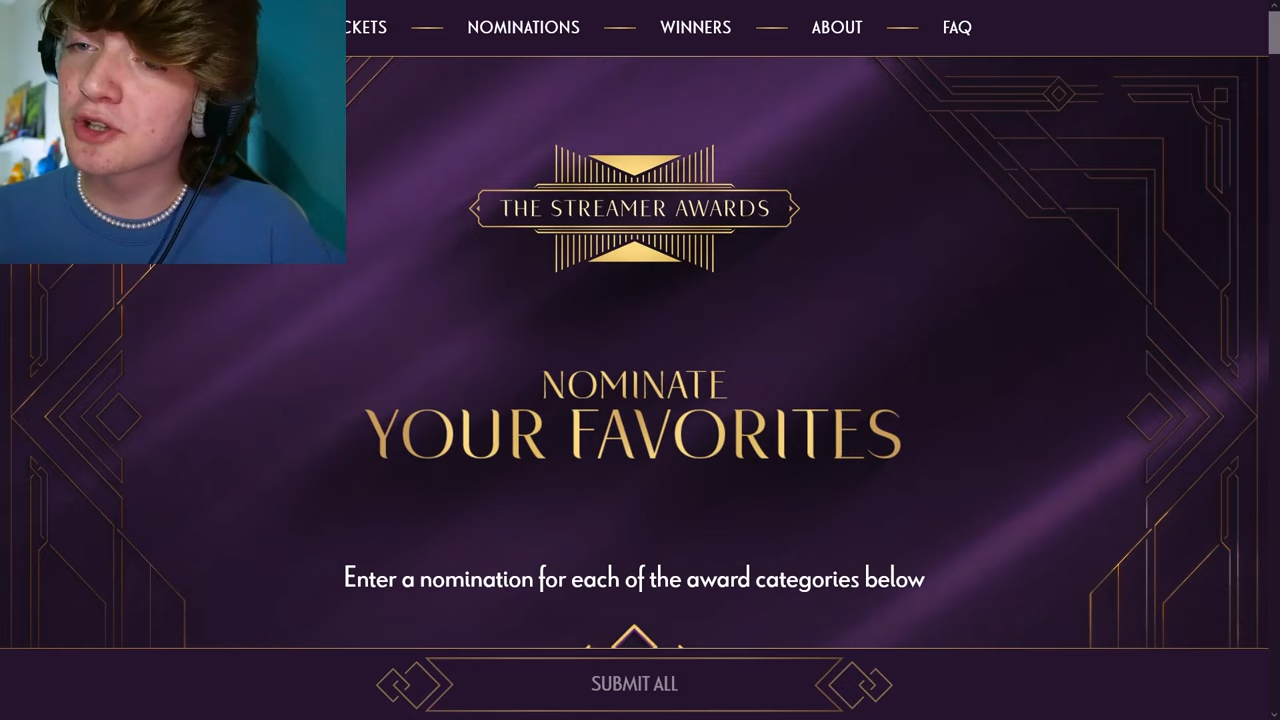 NOMINATIONS
WINNERS
ABOUT
FAQ
THE STREAMER AWARDS
NOMINATE
YOUR FAVORITES
Enter a nomination for each of the award categories below
SUBMIT ALL